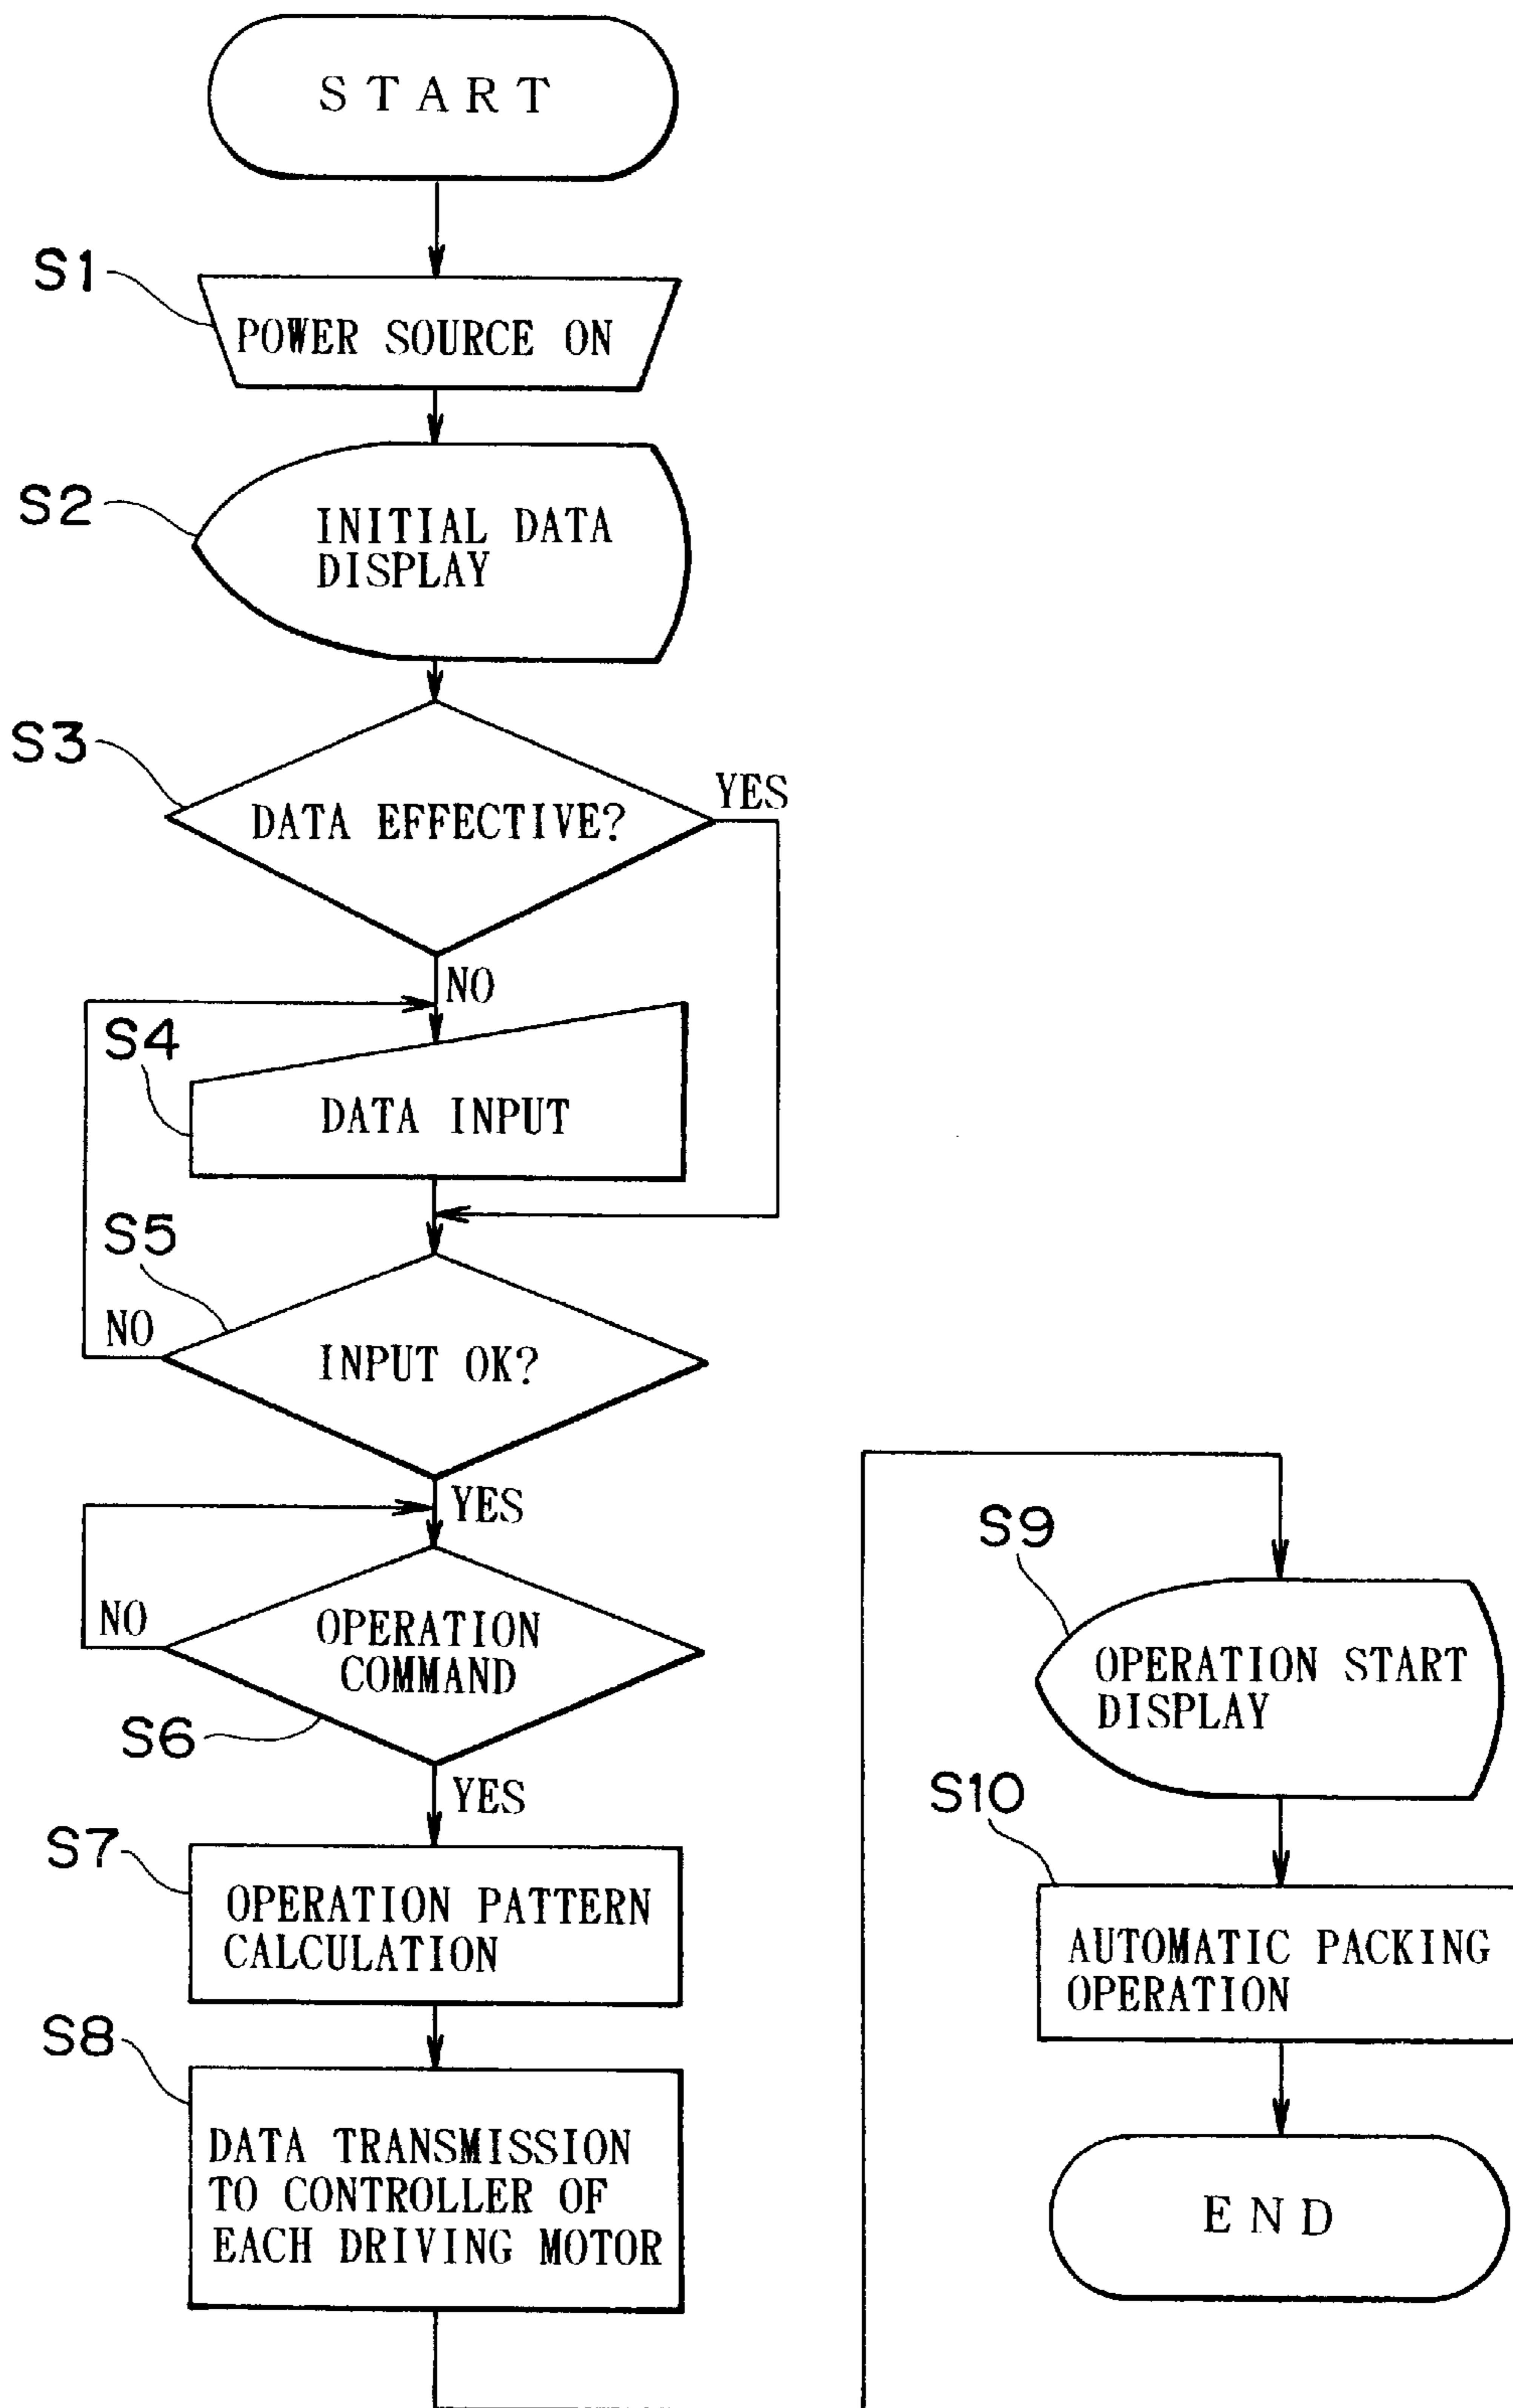 START
S1
POWER SOURCE ON
S2
INITIAL DATA
DISPLAY
S3
DATA EFFECTIVE?
YES
NO
S4
DATA INPUT
S5
NO
INPUT OK?
YES
NO
OPERATION
COMMAND
S6
YES
S7
OPERATION PATTERN
CALCULATION
S8
DATA TRANSMISSION
TO CONTROLLER OF
EACH DRIVING MOTOR
S9
OPERATION START
DISPLAY
S10
AUTOMATIC PACKING
OPERATION
END